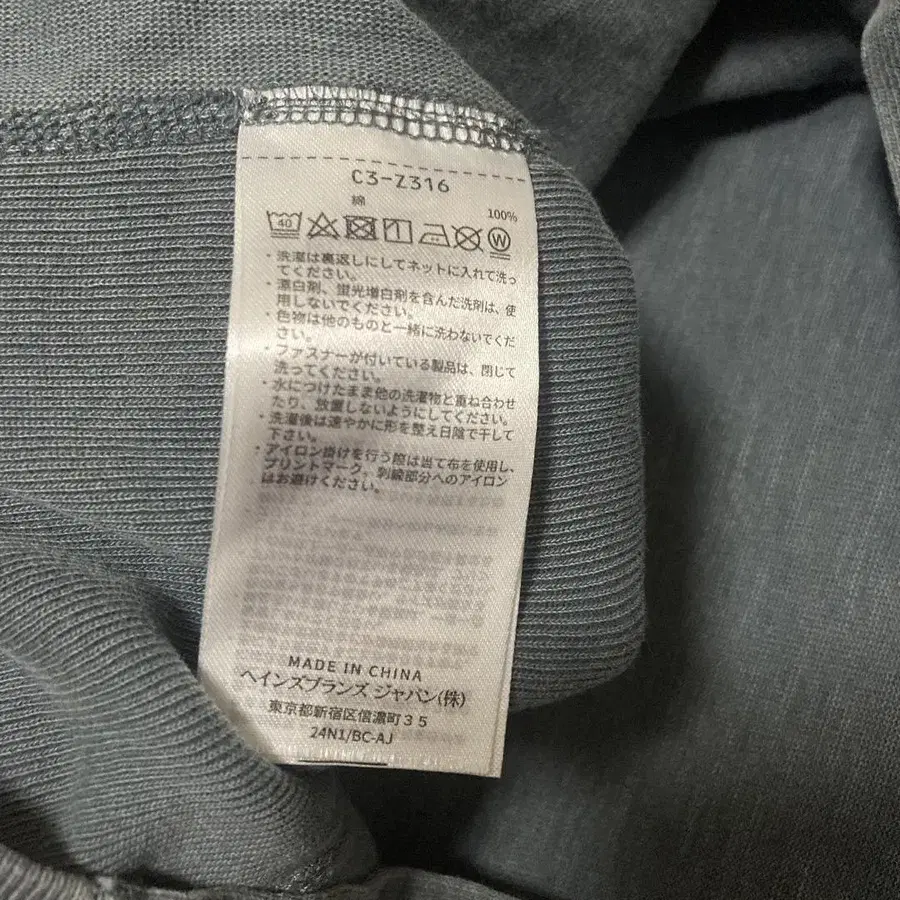 C3-Z316
綿 100%
40 W
・洗濯は裏返しにしてネットに入れて洗っ
てください。
・漂白剤、蛍光増白剤を含んだ洗剤は、使
用しないでください。
・色物は他のものと一緒に洗わないでくだ
さい。
・ファスナーが付いている製品は、閉じて
洗ってください。
・水につけたまま他の洗濯物と重ね合わせ
たり、放置しないようにしてください。
・洗濯後は速やかに形を整え日陰で干して
下さい。
・アイロン掛けを行う際は当て布を使用し、
プリントマーク、刺繍部分へのアイロン
はお避けください。
MADE IN CHINA
ヘインズブランズ ジャパン(株)
東京都新宿区信濃町35
24N1/BC-AJ